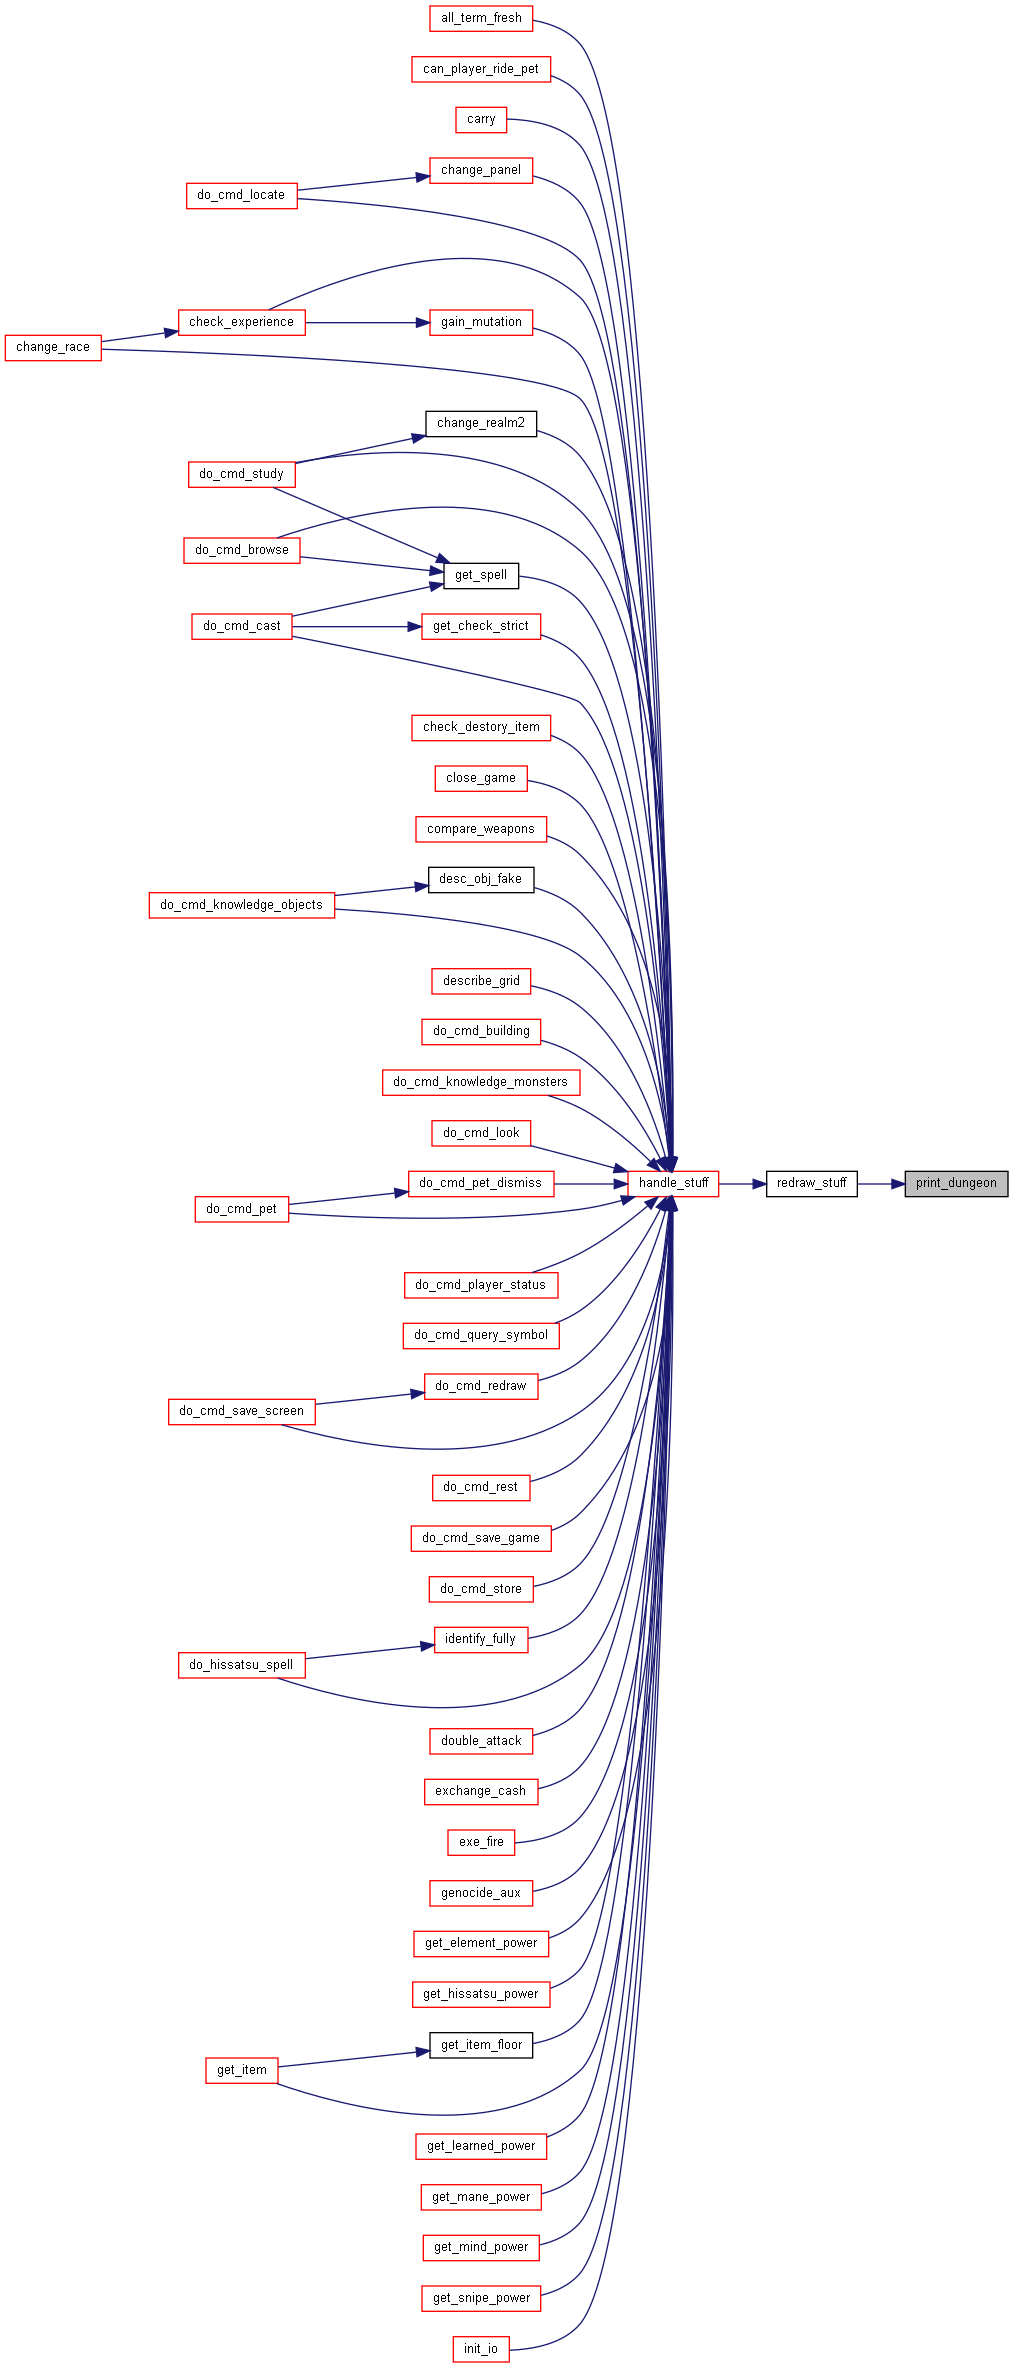 all_term_fresh
can_player_ride_pet
carry
change_panel
do_cmd_locate
check_experience
gain_mutation
change_race
change_realm2
do_cmd_study
do_cmd_browse
get_spell
do_cmd_cast
get_check_strict
check_destory_item
close_game
compare_weapons
desc_obj_fake
do_cmd_knowledge_objects
describe_grid
do_cmd_building
do_cmd_knowledge_monsters
do_cmd_look
do_cmd_pet_dismiss
handle_stuff
redraw_stuff
print_dungeon
do_cmd_pet
do_cmd_player_status
do_cmd_query_symbol
do_cmd_redraw
do_cmd_save_screen
do_cmd_rest
do_cmd_save_game
do_cmd_store
identify_fully
do_hissatsu_spell
double_attack
exchange_cash
exe_fire
genocide_aux
get_element_power
get_hissatsu_power
get_item_floor
get_item
get_learned_power
get_mane_power
get_mind_power
get_snipe_power
init_io